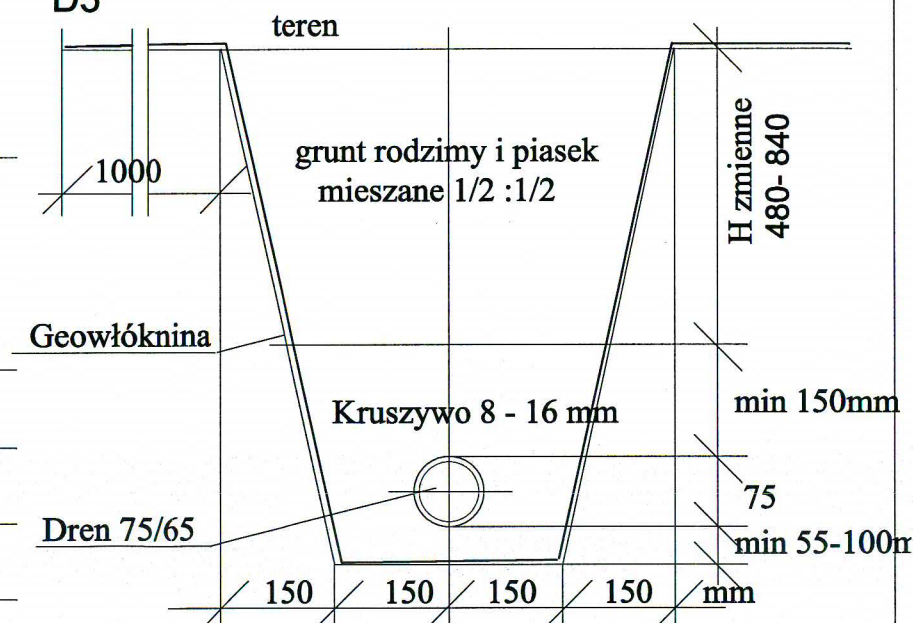 D5
teren
1000
grunt rodzimy i piasek
mieszane 1/2 :1/2
H zmienne
480- 840
Geowłóknina
Kruszywo 8 - 16 mm
min 150mm
75
Dren 75/65
min 55-100m
150
150
150
150
mm